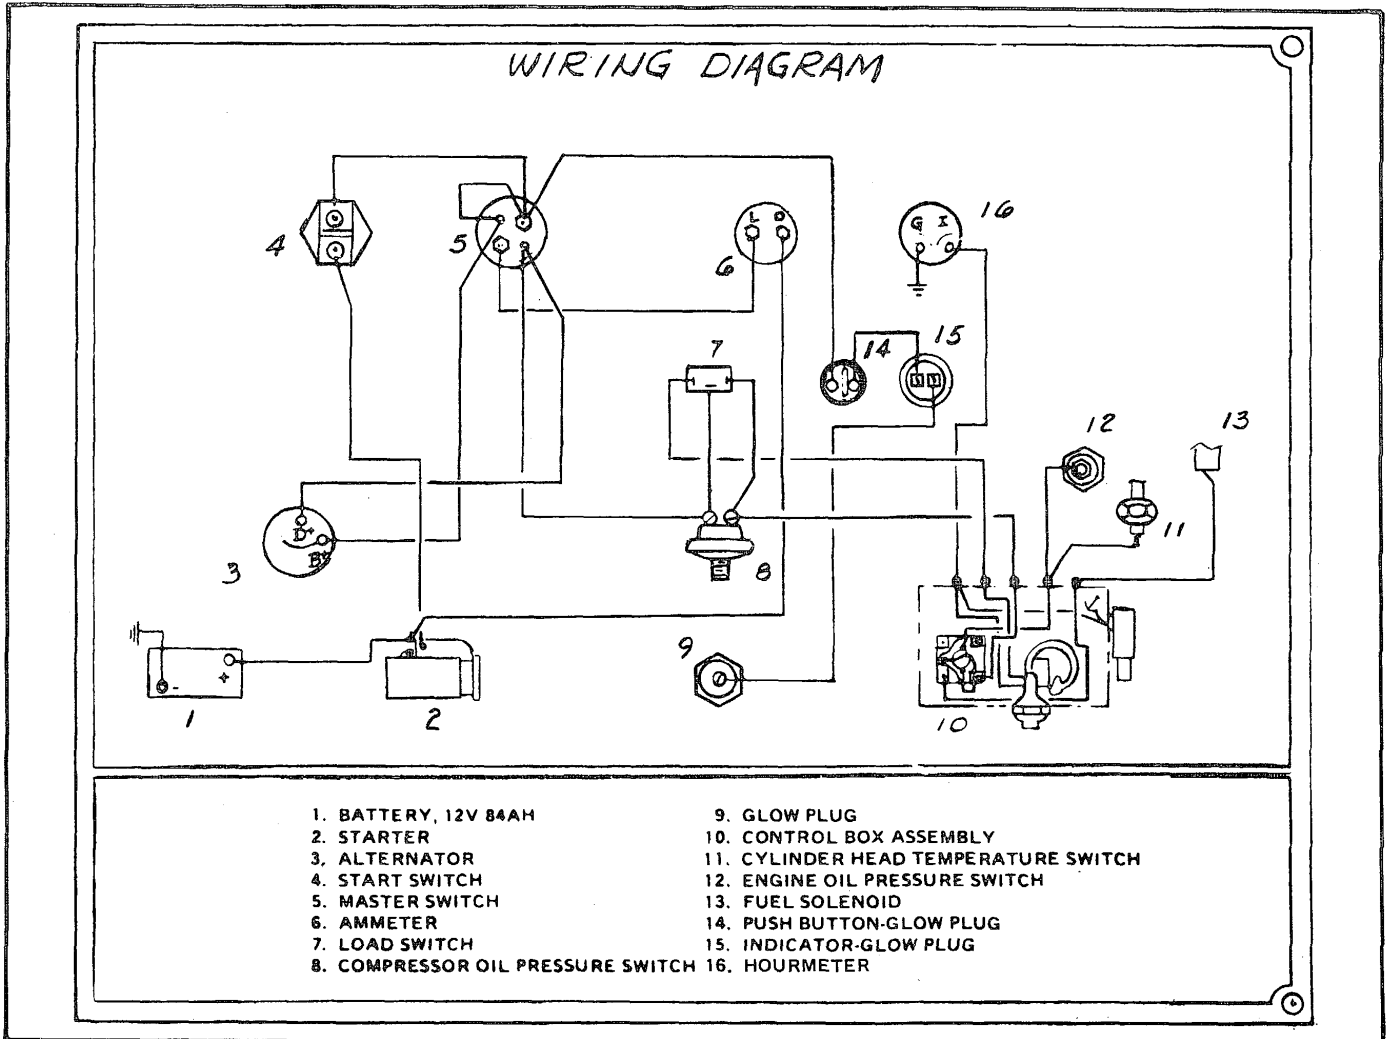 WIRING DIAGRAM
16
4
5
L
G I
6
15
7
14
12
13
D+
B+
11
3
8
9
+
-
1
2
10
1. BATTERY, 12V 84AH
2. STARTER
3, ALTERNATOR
4. START SWITCH
5. MASTER SWITCH
6. AMMETER
7. LOAD SWITCH
8. COMPRESSOR OIL PRESSURE SWITCH
9. GLOW PLUG
10. CONTROL BOX ASSEMBLY
11. CYLINDER HEAD TEMPERATURE SWITCH
12. ENGINE OIL PRESSURE SWITCH
13. FUEL SOLENOID
14. PUSH BUTTON-GLOW PLUG
15. INDICATOR-GLOW PLUG
16. HOURMETER